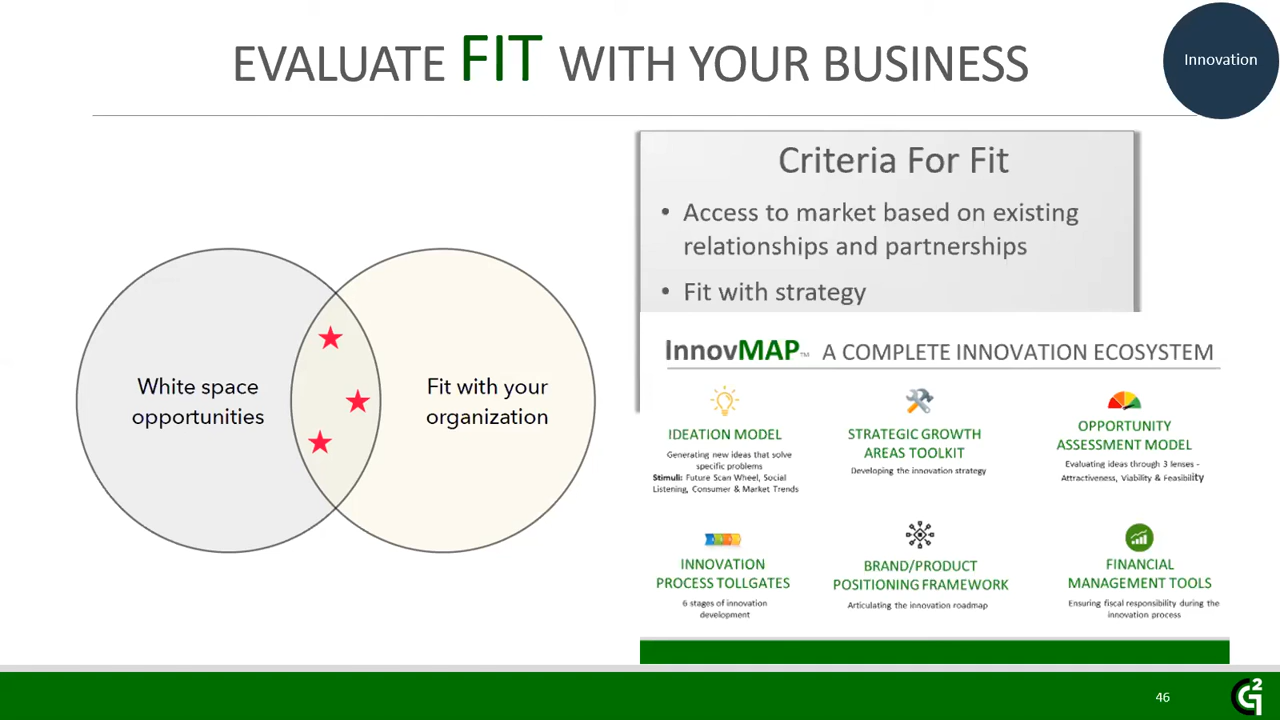 EVALUATE FIT WITH YOUR BUSINESS
Innovation
White space
opportunities
Fit with your
organization
Criteria For Fit
• Access to market based on existing
relationships and partnerships
• Fit with strategy
InnovMAP™ A COMPLETE INNOVATION ECOSYSTEM
IDEATION MODEL
Generating new ideas that solve
specific problems
Stimuli: Future Scan Wheel, Social
Listening, Consumer & Market Trends
STRATEGIC GROWTH
AREAS TOOLKIT
Developing the innovation strategy
OPPORTUNITY
ASSESSMENT MODEL
Evaluating ideas through 3 lenses -
Attractiveness, Viability & Feasibility
INNOVATION
PROCESS TOLLGATES
6 stages of innovation
development
BRAND/PRODUCT
POSITIONING FRAMEWORK
Articulating the innovation roadmap
FINANCIAL
MANAGEMENT TOOLS
Ensuring fiscal responsibility during the
innovation process
46
G2